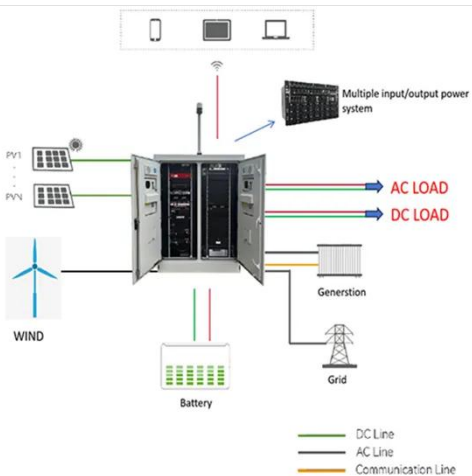 Multiple input/output power
system
PV1
PVN
AC LOAD
DC LOAD
WIND
Generstion
Grid
Battery
DC Line
AC Line
Communication Line